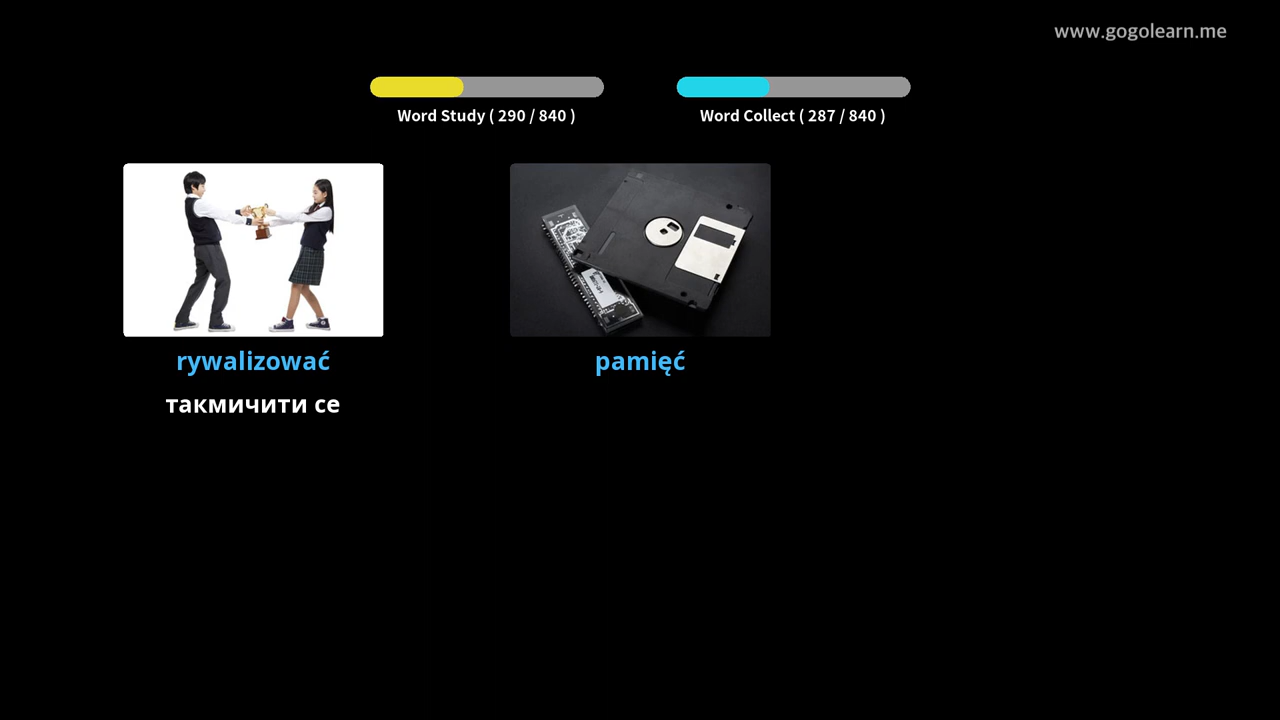 www.gogolearn.me
Word Study ( 290 / 840 )
Word Collect ( 287 / 840 )
rywalizować
pamięć
такмичити се